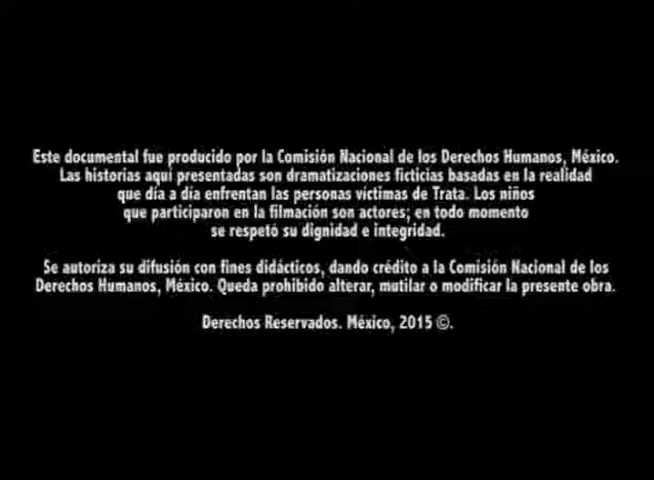 Este documental fue producido por la Comisión Nacional de los Derechos Humanos, México.
Las historias aquí presentadas son dramatizaciones ficticias basadas en la realidad
que día a día enfrentan las personas víctimas de Trata. Los niños
que participaron en la filmación son actores; en todo momento
se respetó su dignidad e integridad.
Se autoriza su difusión con fines didácticos, dando crédito a la Comisión Nacional de los
Derechos Humanos, México. Queda prohibido alterar, mutilar o modificar la presente obra.
Derechos Reservados. México, 2015 ©.